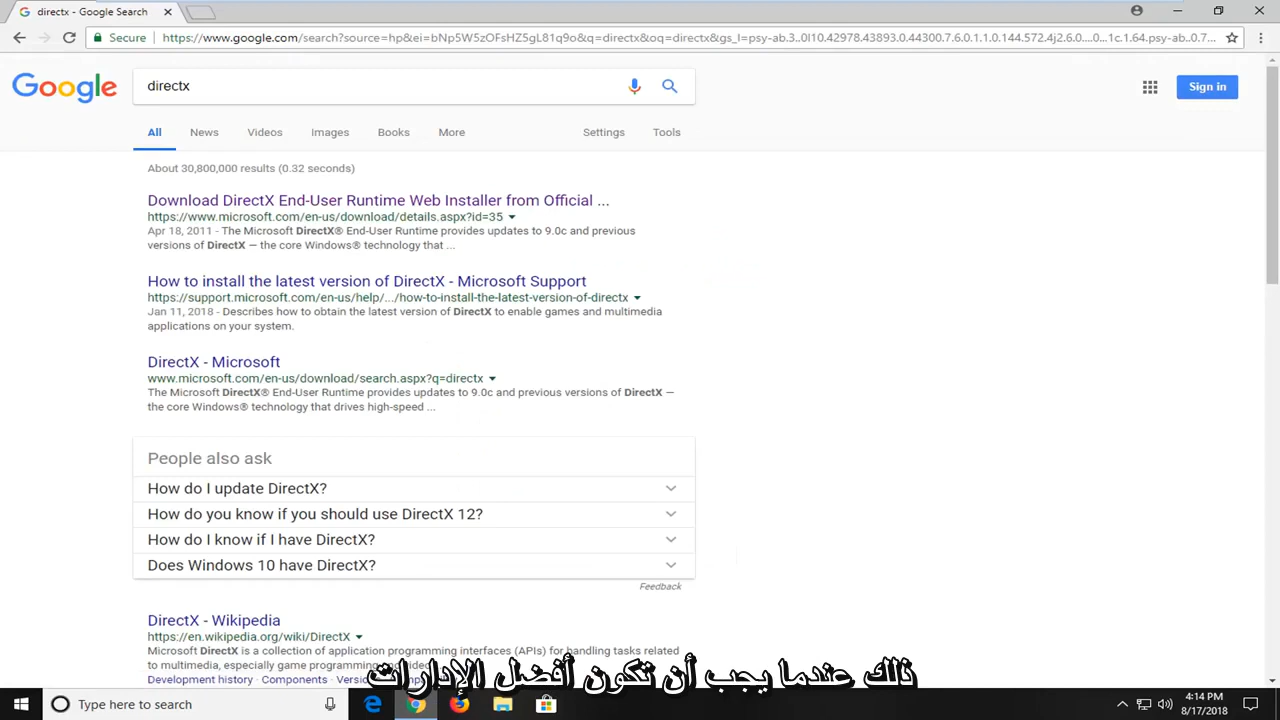 directx - Google Search
Secure
https://www.google.com/search?source=hp&ei=bNp5W5zOFsHZ5gL81q9o&q=directx&oq=directx&gs_l=psy-ab.3..0l10.42978.43893.0.44300.7.6.0.1.1.0.144.572.4j2.6.0....0...1c.1.64.psy-ab..0.7....
Google
directx
Sign in
All News Videos Images Books More Settings Tools
About 30,800,000 results (0.32 seconds)
Download DirectX End-User Runtime Web Installer from Official ...
https://www.microsoft.com/en-us/download/details.aspx?id=35
Apr 18, 2011 - The Microsoft DirectX® End-User Runtime provides updates to 9.0c and previous
versions of DirectX — the core Windows® technology that ...
How to install the latest version of DirectX - Microsoft Support
https://support.microsoft.com/en-us/help/.../how-to-install-the-latest-version-of-directx
Jan 11, 2018 - Describes how to obtain the latest version of DirectX to enable games and multimedia
applications on your system.
DirectX - Microsoft
www.microsoft.com/en-us/download/search.aspx?q=directx
The Microsoft DirectX® End-User Runtime provides updates to 9.0c and previous versions of DirectX —
the core Windows® technology that drives high-speed ...
People also ask
How do I update DirectX?
How do you know if you should use DirectX 12?
How do I know if I have DirectX?
Does Windows 10 have DirectX?
Feedback
DirectX - Wikipedia
https://en.wikipedia.org/wiki/DirectX
Microsoft DirectX is a collection of application programming interfaces (APIs) for handling tasks related
to multimedia, especially game programming and
Background History Components Versions
ذلك عندما يجب أن تكون أفضل الإدارات
Type here to search
4:14 PM
8/17/2018